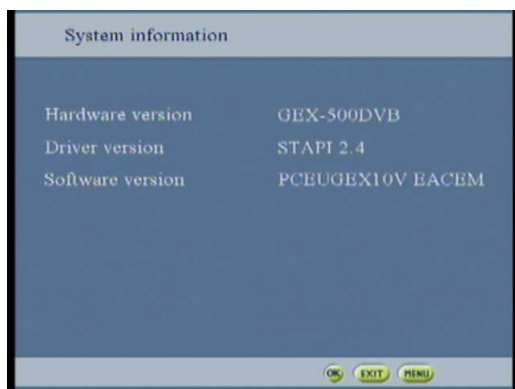 System information
Hardware version GEX-500DVB
Driver version STAPI 2.4
Software version PCEUGEX10V EACEM
OK EXIT MENU